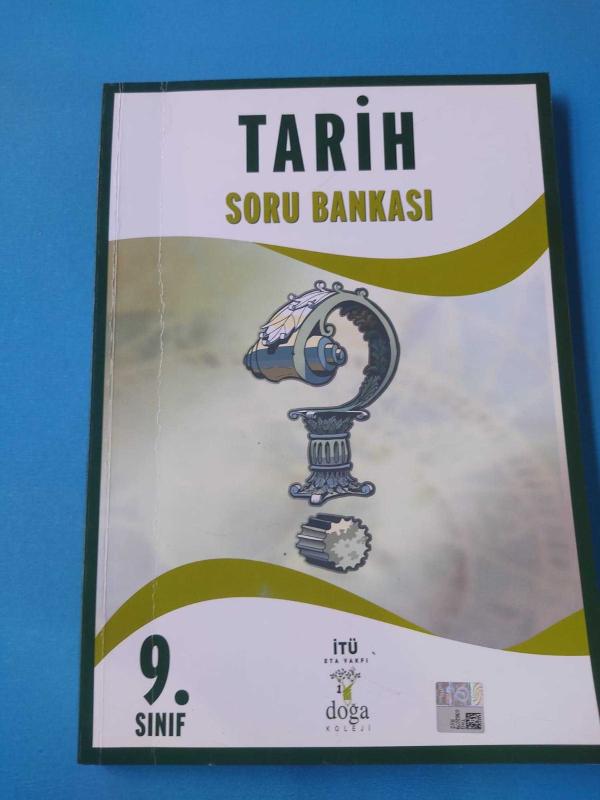 TARİH
SORU BANKASI
9.
SINIF
İTÜ
ETA VAKFI
doğa
KOLEJİ